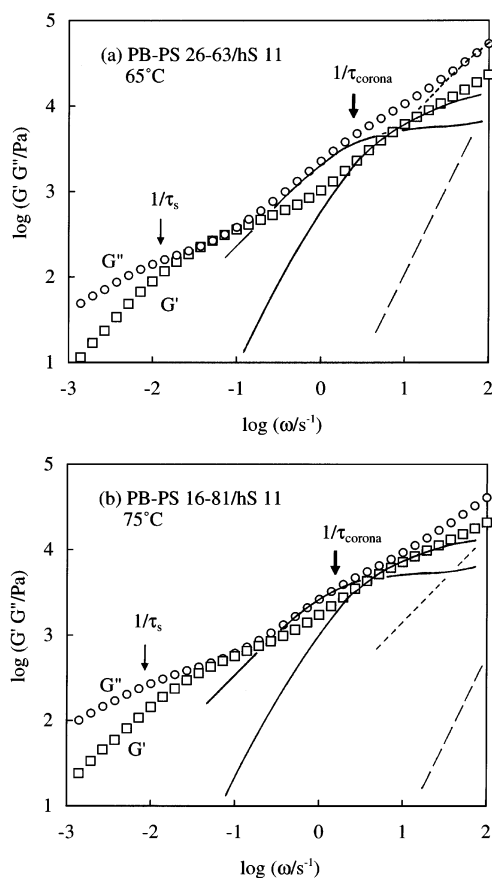 5
(a) PB-PS 26-63/hS 11
65°C
1/τcorona
4
log (G' G"/Pa)
3
1/τs
G"
2
G'
1
-3 -2 -1 0 1 2
log (ω/s⁻¹)
5
(b) PB-PS 16-81/hS 11
75°C
1/τcorona
4
log (G' G"/Pa)
3
1/τs
G"
2
G'
1
-3 -2 -1 0 1 2
log (ω/s⁻¹)